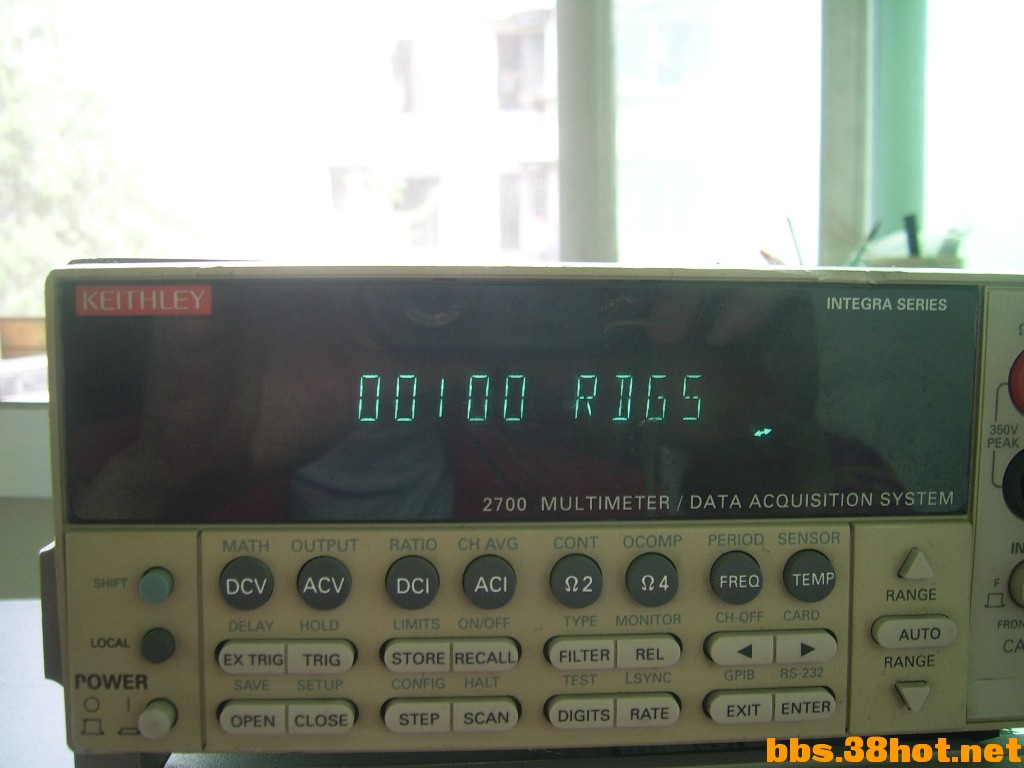 KEITHLEY
INTEGRA SERIES
00100 RDGS
2700 MULTIMETER / DATA ACQUISITION SYSTEM
350V
PEAK
MATH OUTPUT RATIO CH AVG CONT OCOMP PERIOD SENSOR
SHIFT DCV ACV DCI ACI Ω2 Ω4 FREQ TEMP
RANGE
DELAY HOLD LIMITS ON/OFF TYPE MONITOR CH-OFF CARD
LOCAL EX TRIG TRIG STORE RECALL FILTER REL ◄ ► AUTO
RANGE
POWER SAVE SETUP CONFIG HALT TEST LSYNC GPIB RS-232
OPEN CLOSE STEP SCAN DIGITS RATE EXIT ENTER
F
bbs.38hot.net